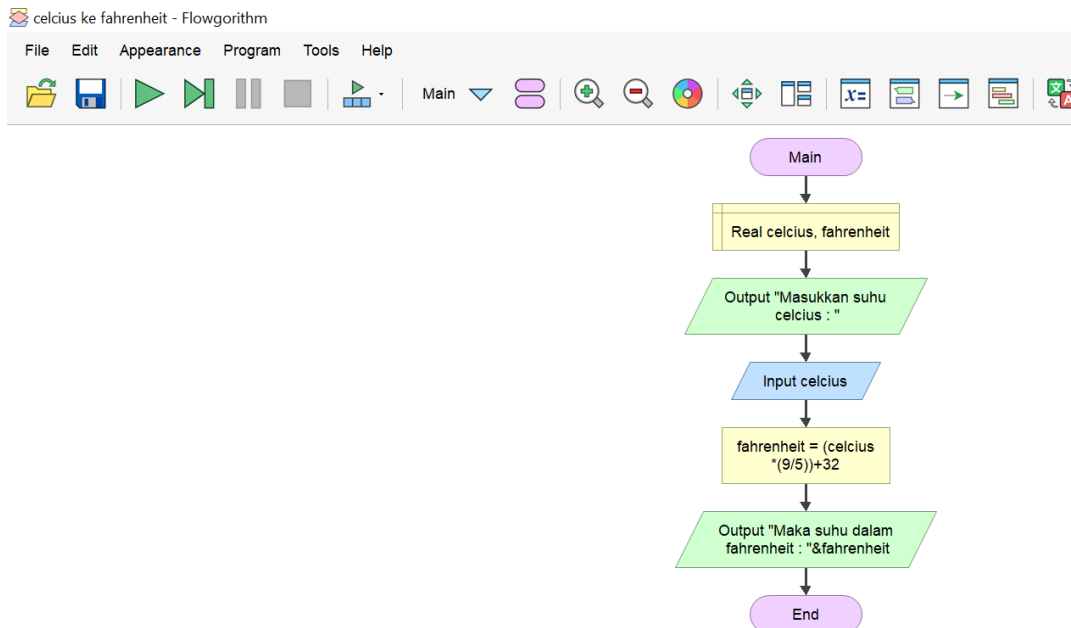 celcius ke fahrenheit - Flowgorithm
File Edit Appearance Program Tools Help
Main
x=
Main
Real celcius, fahrenheit
Output "Masukkan suhu
celcius : "
Input celcius
fahrenheit = (celcius
*(9/5))+32
Output "Maka suhu dalam
fahrenheit : "&fahrenheit
End